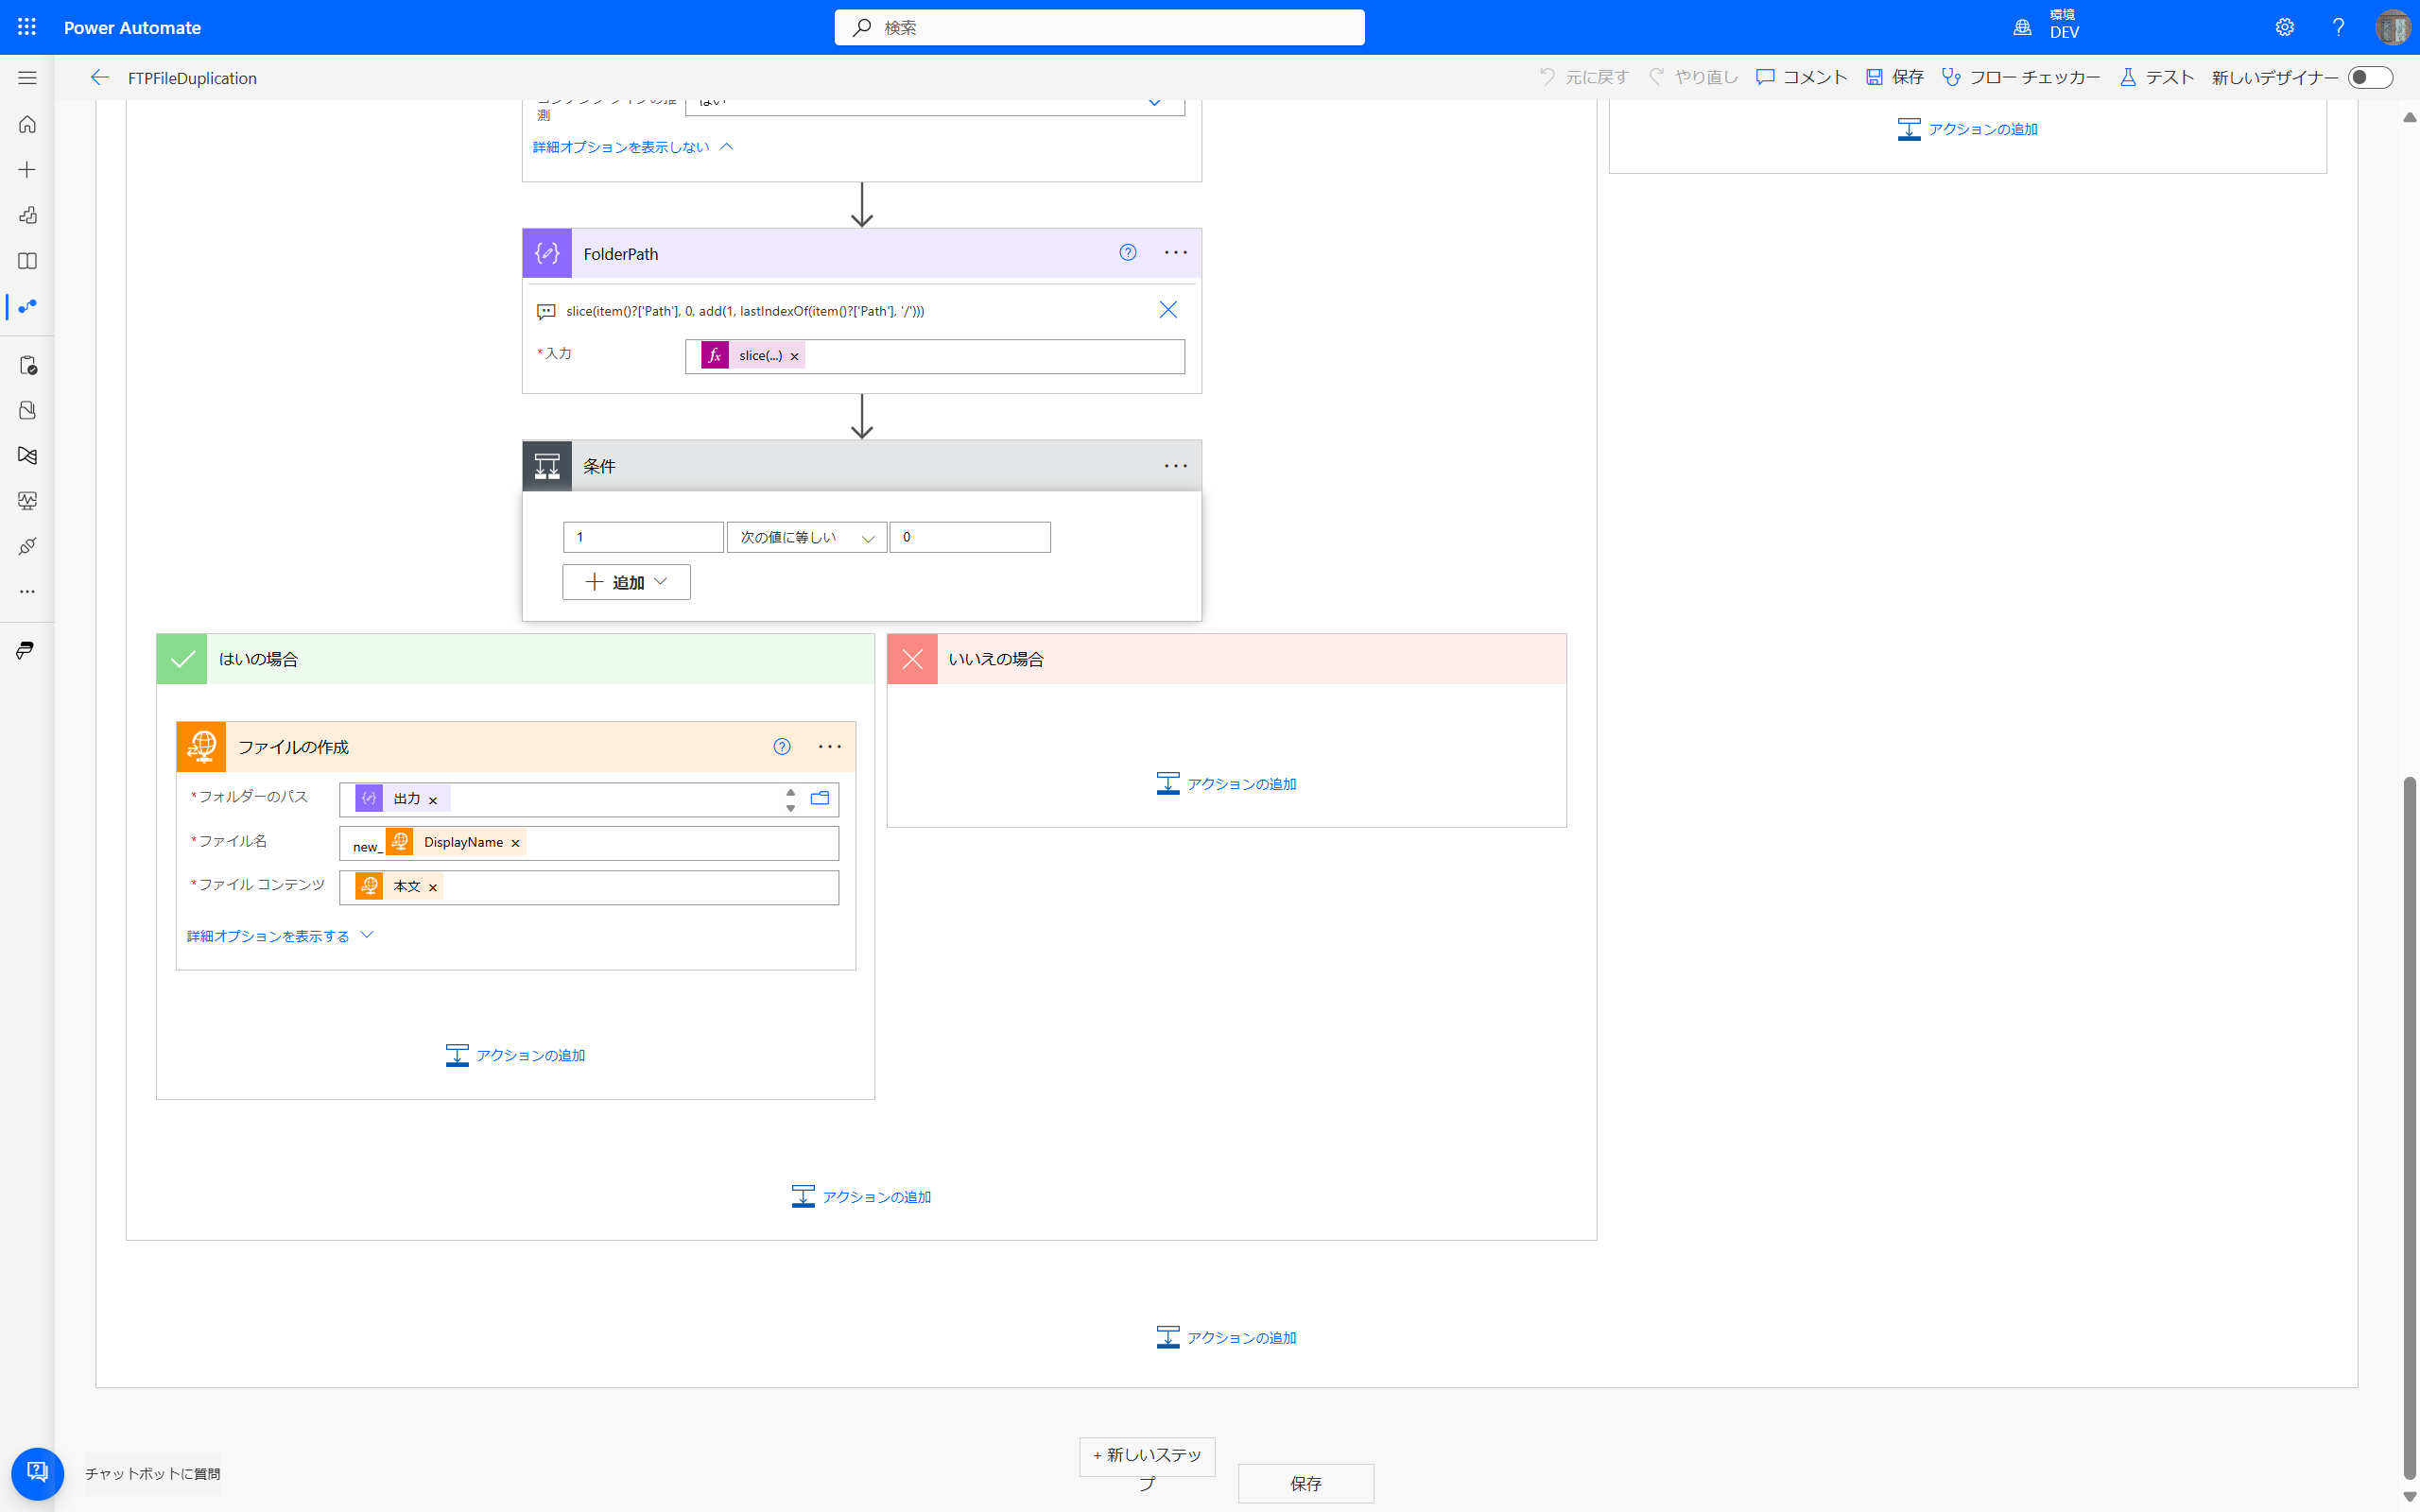 Power Automate
検索
環境
DEV
FTPFileDuplication
元に戻す
やり直し
コメント
保存
フロー チェッカー
テスト
新しいデザイナー
測
はい
詳細オプションを表示しない
アクションの追加
FolderPath
slice(item()?['Path'], 0, add(1, lastIndexOf(item()?['Path'], '/')))
*入力
slice(...)
条件
1
次の値に等しい
0
追加
はいの場合
いいえの場合
ファイルの作成
*フォルダーのパス
出力
*ファイル名
new_ DisplayName
*ファイル コンテンツ
本文
詳細オプションを表示する
アクションの追加
アクションの追加
アクションの追加
アクションの追加
+ 新しいステッ
プ
保存
チャットボットに質問